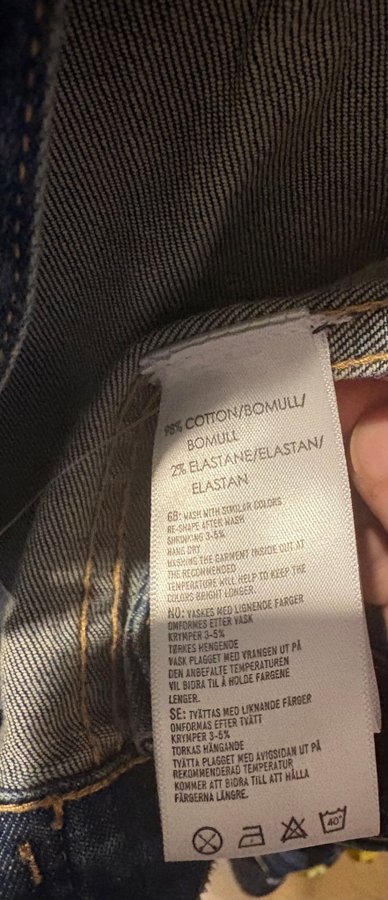 98% COTTON/BOMULL/
BOMULL
2% ELASTANE/ELASTAN/
ELASTAN
GB: WASH WITH SIMILAR COLORS
RE-SHAPE AFTER WASH
SHRINKING 3-5%
HANG DRY
WASHING THE GARMENT INSIDE OUT AT
THE RECOMMENDED
TEMPERATURE WILL HELP TO KEEP THE
COLORS BRIGHT LONGER.
NO: VASKES MED LIGNENDE FARGER
OMFORMES ETTER VASK
KRYMPER 3-5%
TØRKES HENGENDE
VASK PLAGGET MED VRANGEN UT PÅ
DEN ANBEFALTE TEMPERATUREN
VIL BIDRA TIL Å HOLDE FARGENE
LENGER.
SE: TVÄTTAS MED LIKNANDE FÄRGER
OMFORMAS EFTER TVÄTT
KRYMPER 3-5%
TORKAS HÄNGANDE
TVÄTTA PLAGGET MED AVIGSIDAN UT PÅ
REKOMMENDERAD TEMPERATUR
KOMMER ATT BIDRA TILL ATT HÅLLA
FÄRGERNA LÄNGRE.
40°